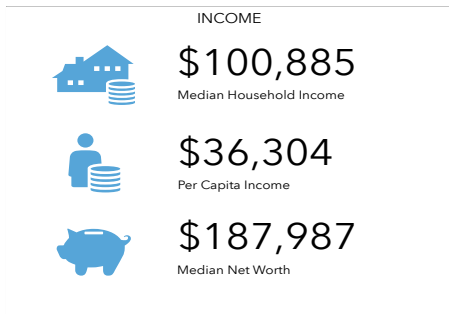 INCOME
$100,885
Median Household Income
$36,304
Per Capita Income
$187,987
Median Net Worth